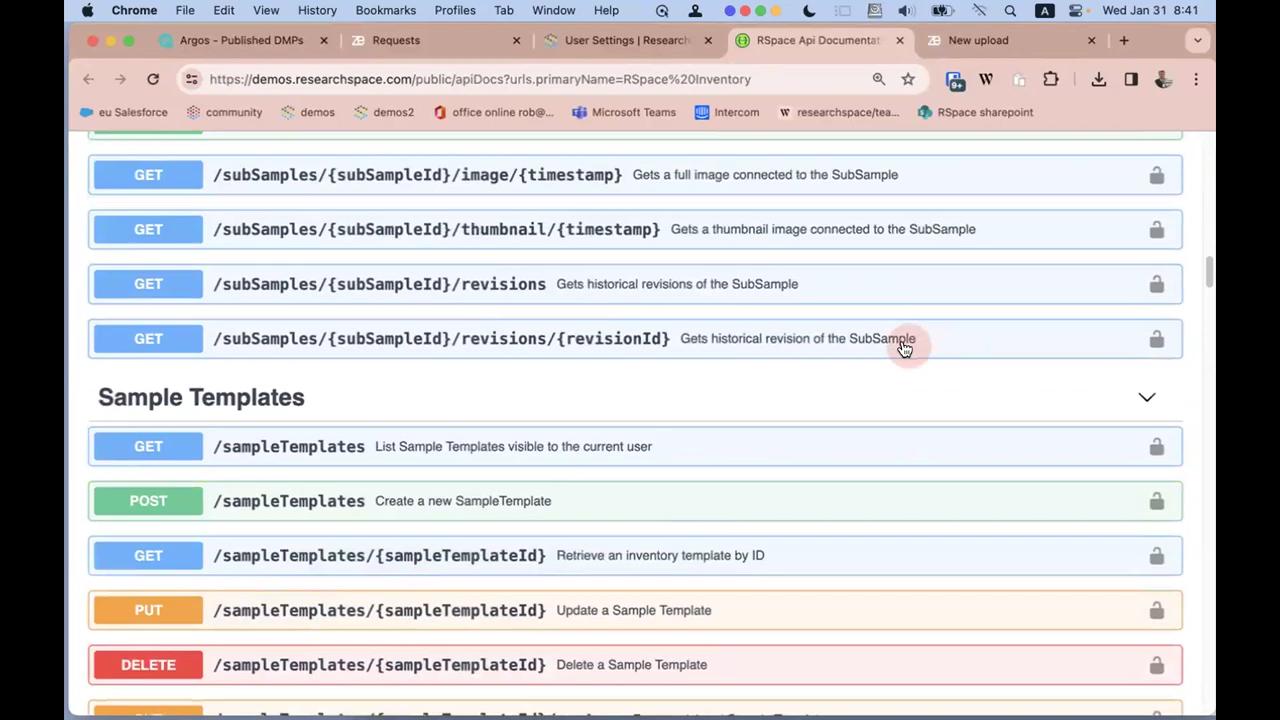 Chrome File Edit View History Bookmarks Profiles Tab Window Help A Wed Jan 31 8:41
Argos - Published DMPs Requests User Settings | Research RSpace Api Documentat New upload
https://demos.researchspace.com/public/apiDocs?urls.primaryName=RSpace%20Inventory 9+ W
eu Salesforce community demos demos2 office online rob@... Microsoft Teams Intercom researchspace/tea... RSpace sharepoint
GET /subSamples/{subSampleId}/image/{timestamp} Gets a full image connected to the SubSample
GET /subSamples/{subSampleId}/thumbnail/{timestamp} Gets a thumbnail image connected to the SubSample
GET /subSamples/{subSampleId}/revisions Gets historical revisions of the SubSample
GET /subSamples/{subSampleId}/revisions/{revisionId} Gets historical revision of the SubSample
Sample Templates
GET /sampleTemplates List Sample Templates visible to the current user
POST /sampleTemplates Create a new SampleTemplate
GET /sampleTemplates/{sampleTemplateId} Retrieve an inventory template by ID
PUT /sampleTemplates/{sampleTemplateId} Update a Sample Template
DELETE /sampleTemplates/{sampleTemplateId} Delete a Sample Template